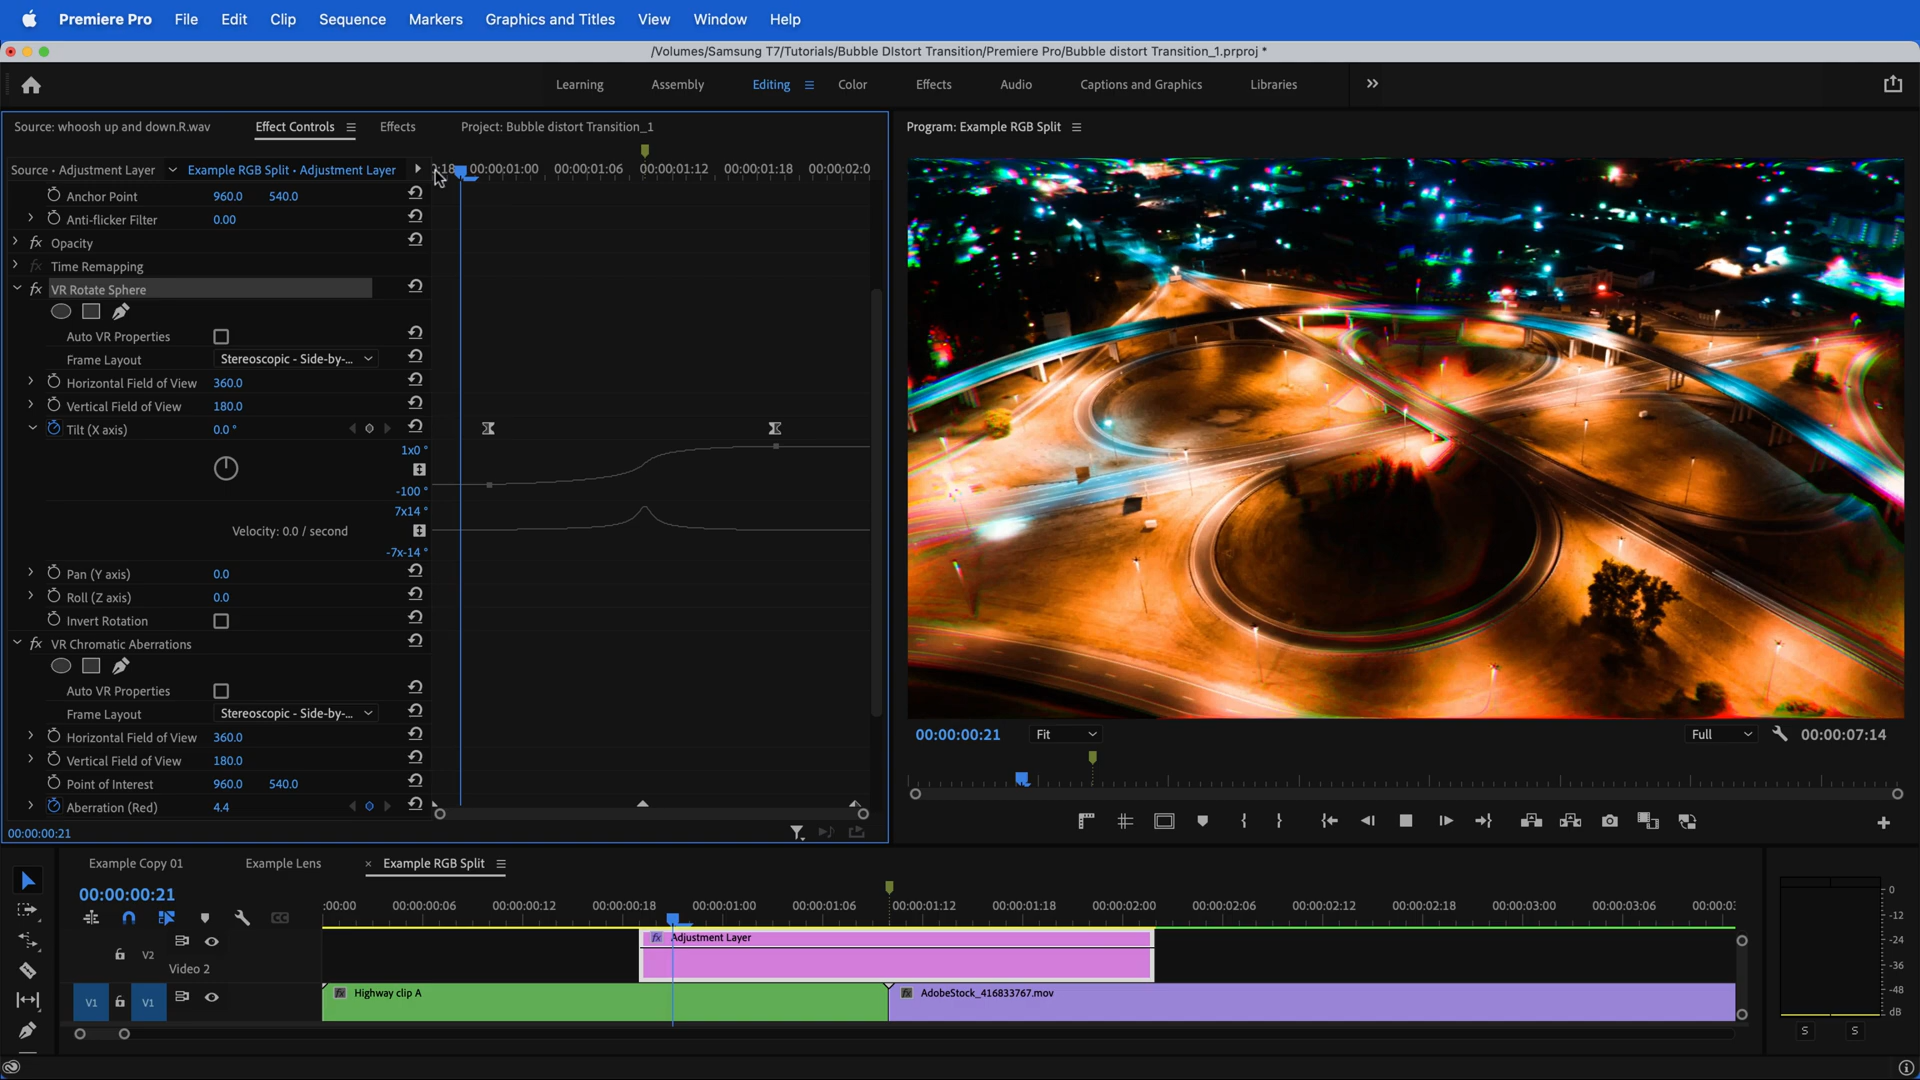 Premiere Pro File Edit Clip Sequence Markers Graphics and Titles View Window Help
/Volumes/Samsung T7/Tutorials/Bubble DIstort Transition/Premiere Pro/Bubble distort Transition_1.prproj *
Learning Assembly Editing Color Effects Audio Captions and Graphics Libraries
Source: whoosh up and down.R.wav Effect Controls Effects Project: Bubble distort Transition_1
Program: Example RGB Split
Source • Adjustment Layer Example RGB Split • Adjustment Layer :18 00:00:01:00 00:00:01:06 00:00:01:12 00:00:01:18 00:00:02:0
Anchor Point 960.0 540.0
Anti-flicker Filter 0.00
fx Opacity
fx Time Remapping
fx VR Rotate Sphere
Auto VR Properties
Frame Layout Stereoscopic - Side-by-...
Horizontal Field of View 360.0
Vertical Field of View 180.0
Tilt (X axis) 0.0 °
1x0 °
-100 °
7x14 °
Velocity: 0.0 / second
-7x-14 °
Pan (Y axis) 0.0
Roll (Z axis) 0.0
Invert Rotation
fx VR Chromatic Aberrations
Auto VR Properties
Frame Layout Stereoscopic - Side-by-...
Horizontal Field of View 360.0
Vertical Field of View 180.0
Point of Interest 960.0 540.0
Aberration (Red) 4.4
00:00:00:21
00:00:00:21 Fit Full 00:00:07:14
Example Copy 01 Example Lens × Example RGB Split
00:00:00:21
:00:00 00:00:00:06 00:00:00:12 00:00:00:18 00:00:01:00 00:00:01:06 00:00:01:12 00:00:01:18 00:00:02:00 00:00:02:06 00:00:02:12 00:00:02:18 00:00:03:00 00:00:03:06 00:00:0
CC
fx Adjustment Layer
V2
Video 2
V1 V1 fx Highway clip A fx AdobeStock_416833767.mov
0
-12
-24
-36
-48
dB
S S